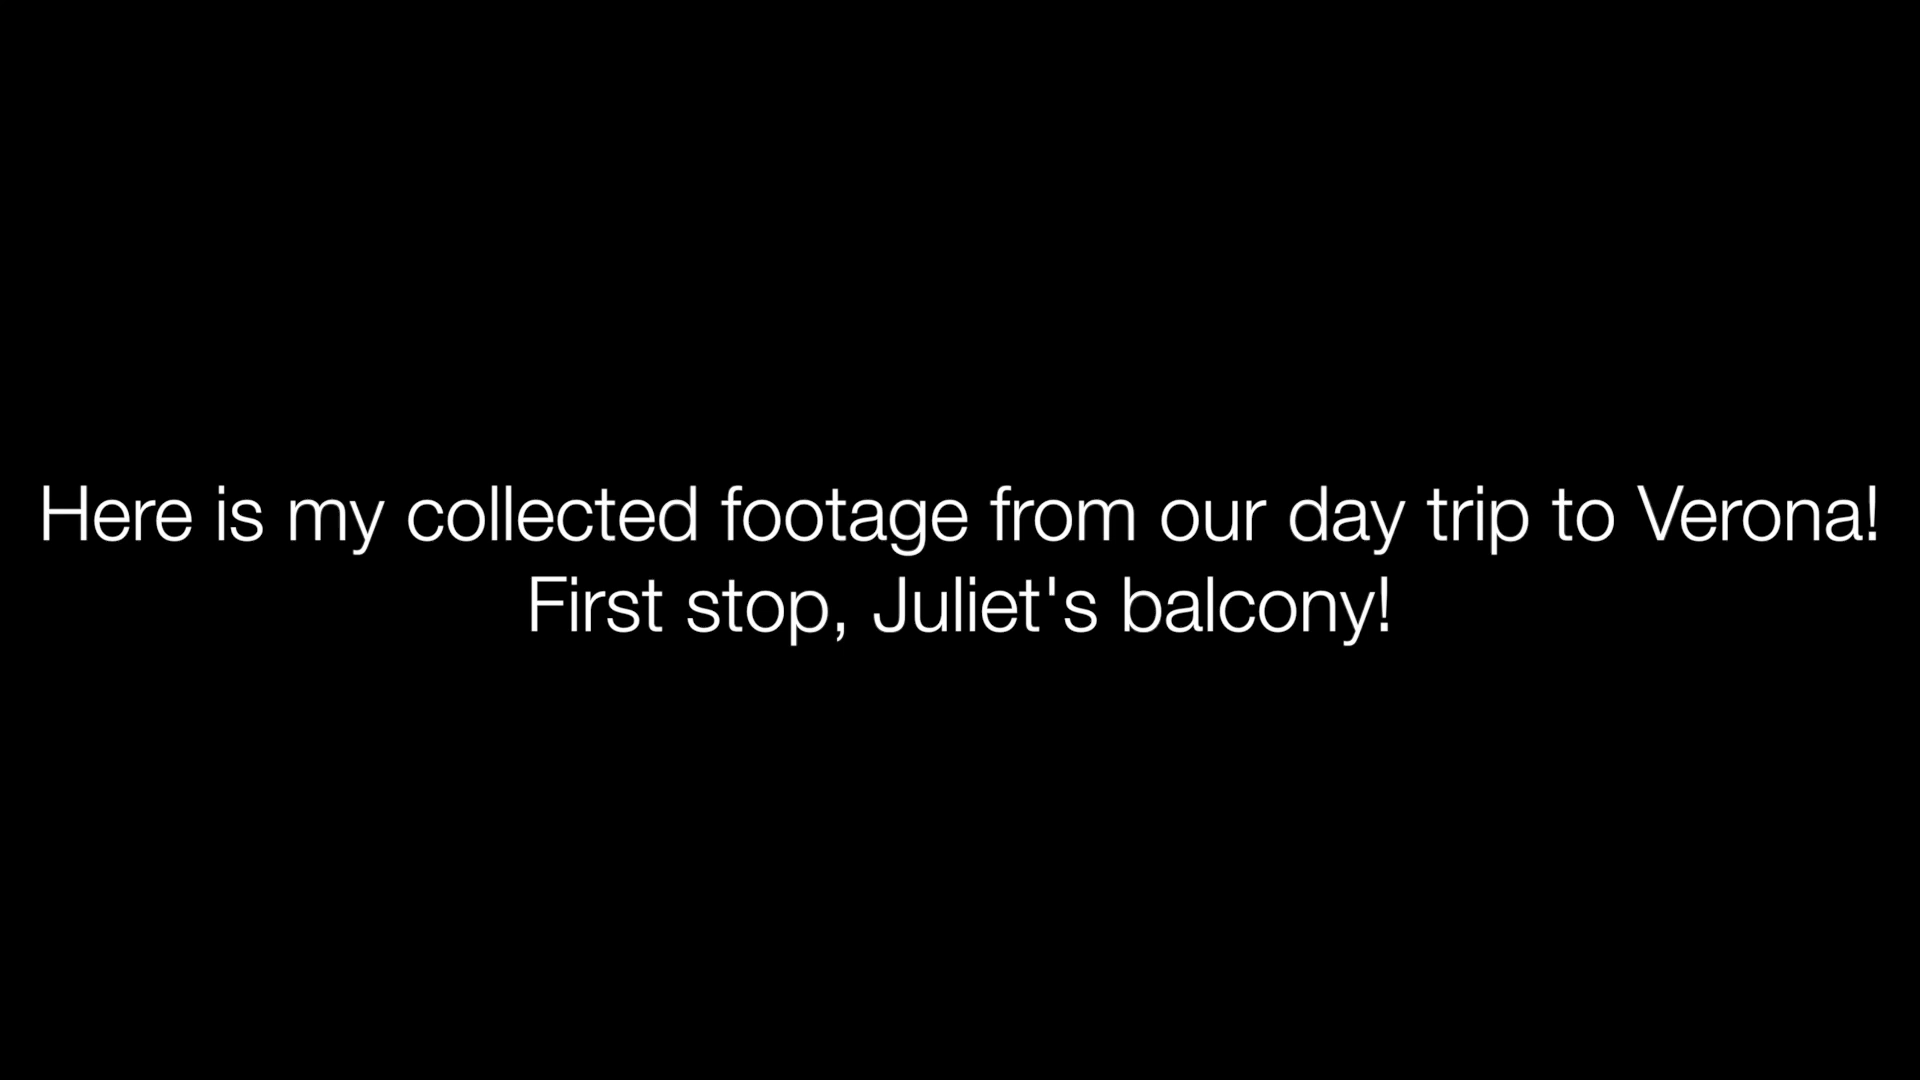 Here is my collected footage from our day trip to Verona!
First stop, Juliet's balcony!